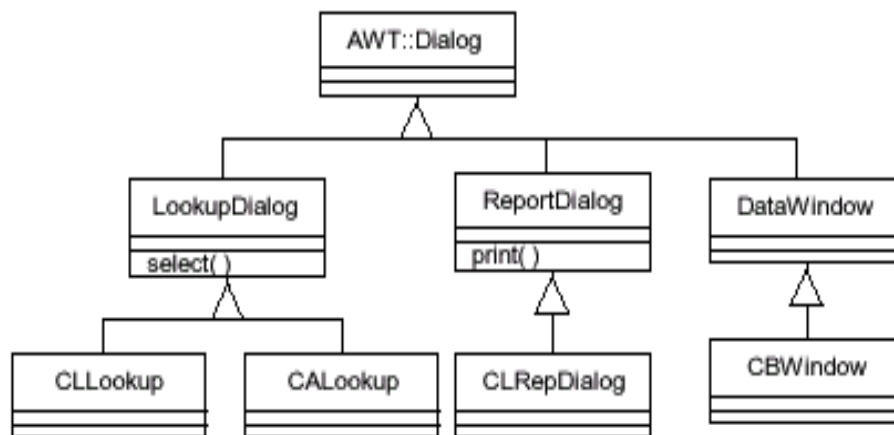 AWT::Dialog
LookupDialog
select( )
ReportDialog
print( )
DataWindow
CLLookup
CALookup
CLRepDialog
CBWindow